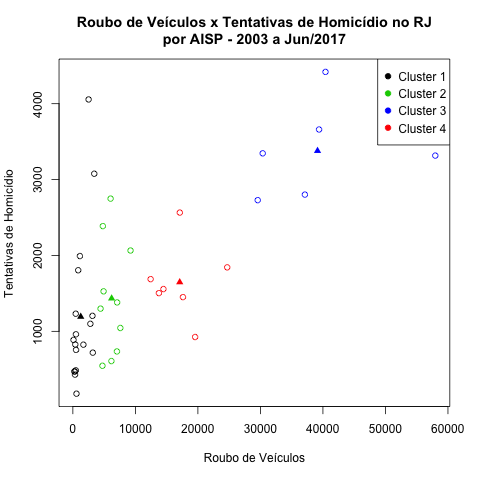 Roubo de Veículos x Tentativas de Homicídio no RJ
por AISP - 2003 a Jun/2017
Cluster 1
Cluster 2
Cluster 3
Cluster 4
Tentativas de Homicídio
4000
3000
2000
1000
0
10000
20000
30000
40000
50000
60000
Roubo de Veículos